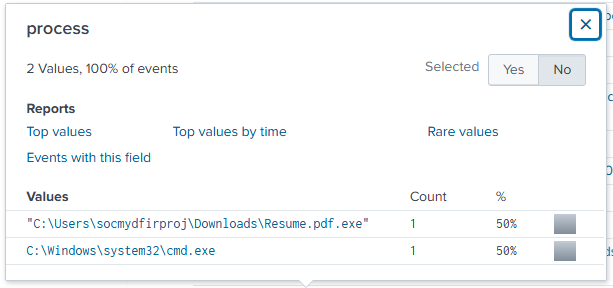 process
2 Values, 100% of events
Selected
Yes
No
Reports
Top values
Top values by time
Rare values
Events with this field
Values
Count
%
"C:\Users\socmydfirproj\Downloads\Resume.pdf.exe"
1
50%
C:\Windows\system32\cmd.exe
1
50%